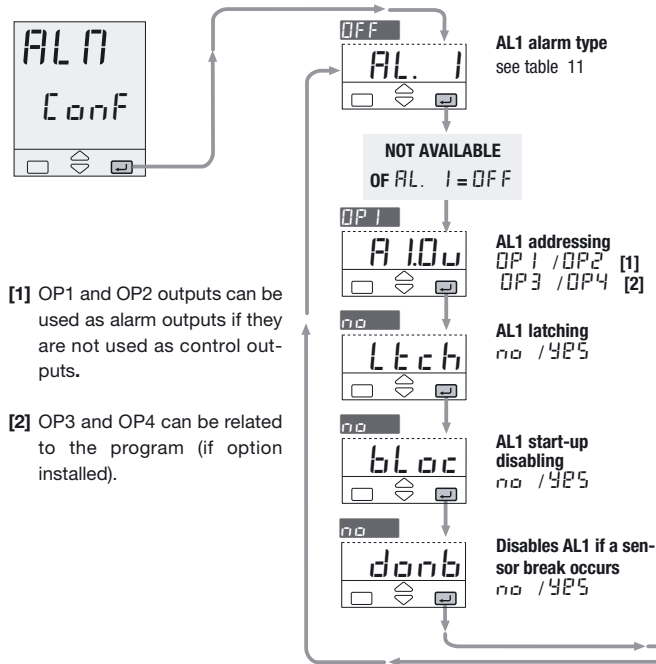 ALM
ConF
OFF
AL. 1
AL1 alarm type
see table 11
NOT AVAILABLE
OF AL. 1 = OFF
OP1
A1.Ou
AL1 addressing
OP1 / OP2 [1]
OP3 / OP4 [2]
no
Ltch
AL1 latching
no / YES
no
bLoc
AL1 start-up
disabling
no / YES
no
donb
Disables AL1 if a sen-
sor break occurs
no / YES
[1] OP1 and OP2 outputs can be
used as alarm outputs if they
are not used as control out-
puts.
[2] OP3 and OP4 can be related
to the program (if option
installed).